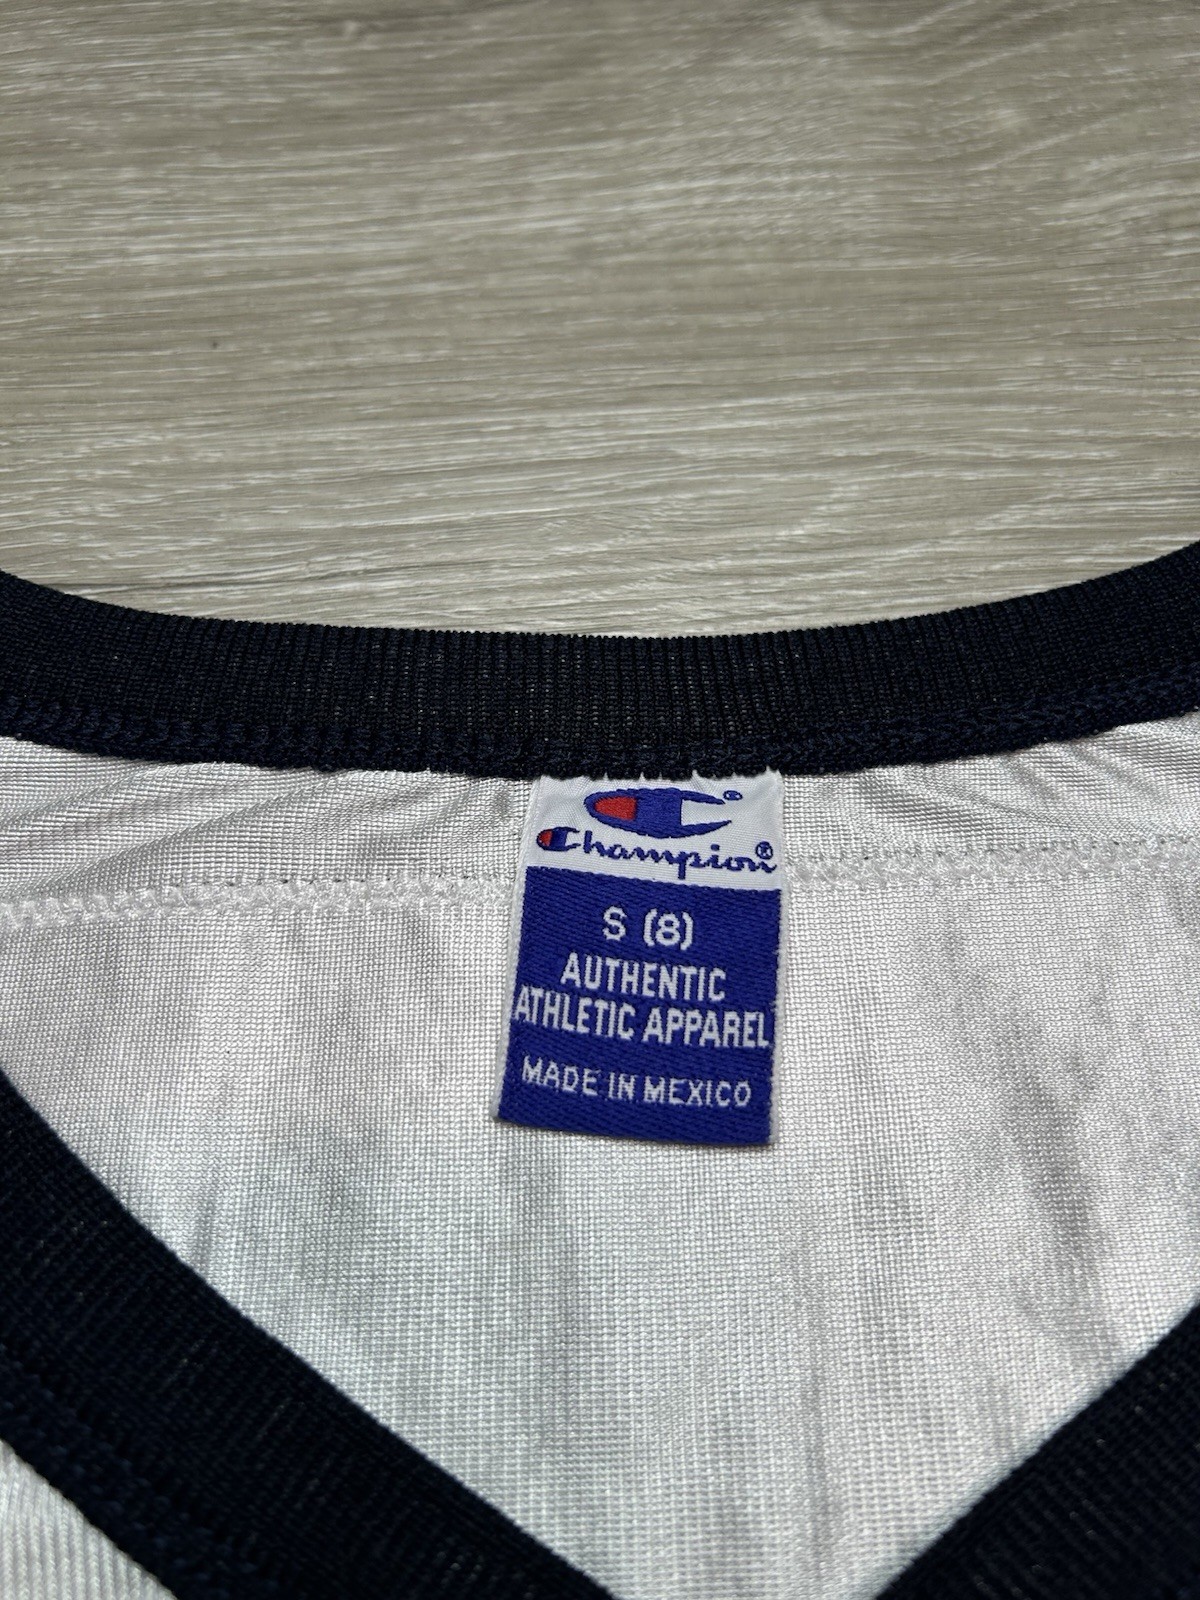 Champion®
S (8)
AUTHENTIC
ATHLETIC APPAREL
MADE IN MEXICO